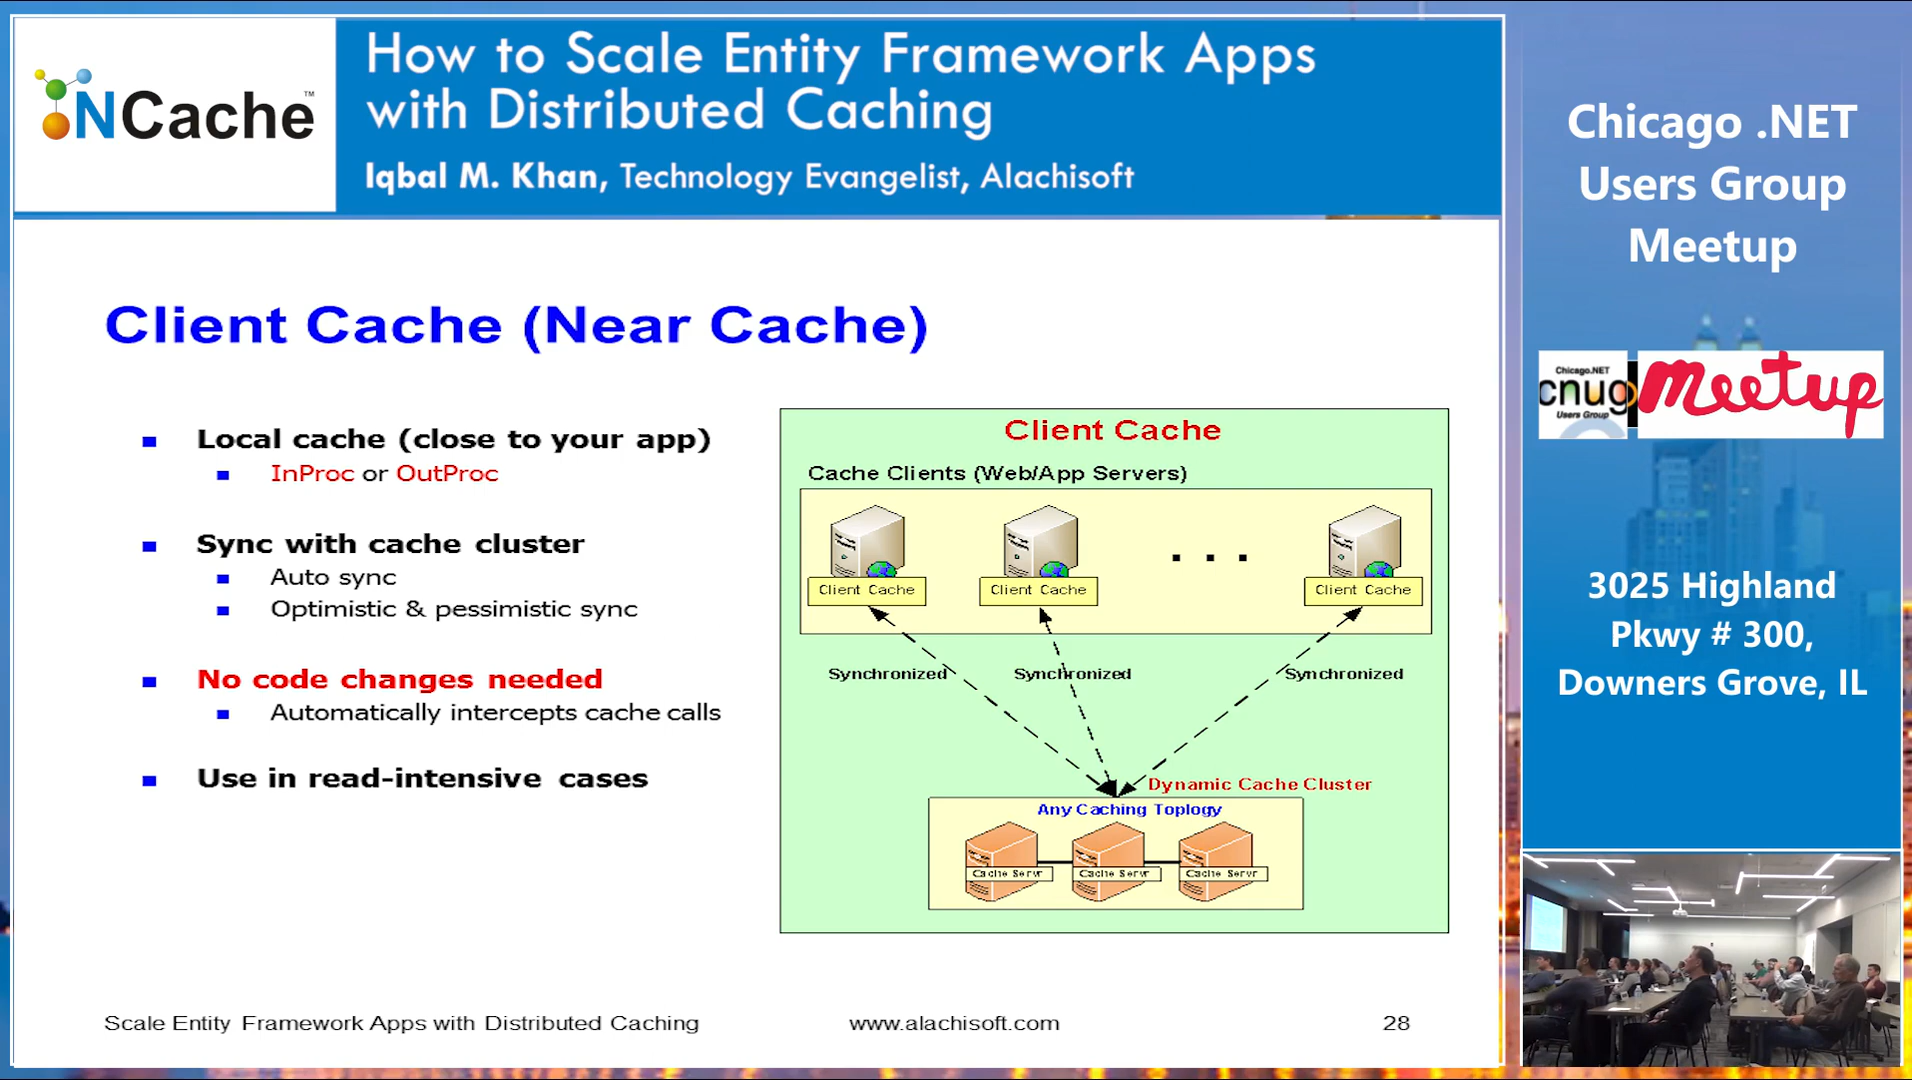 NCache™
How to Scale Entity Framework Apps
with Distributed Caching
Iqbal M. Khan, Technology Evangelist, Alachisoft
Client Cache (Near Cache)
Local cache (close to your app)
InProc or OutProc
Sync with cache cluster
Auto sync
Optimistic & pessimistic sync
No code changes needed
Automatically intercepts cache calls
Use in read-intensive cases
Client Cache
Cache Clients (Web/App Servers)
. . .
Client Cache
Client Cache
Client Cache
Synchronized
Synchronized
Synchronized
Dynamic Cache Cluster
Any Caching Toplogy
Cache Servr
Cache Servr
Cache Servr
Scale Entity Framework Apps with Distributed Caching
www.alachisoft.com
28
Chicago .NET
Users Group
Meetup
Chicago.NET
cnug
Users Group
meetup
3025 Highland
Pkwy # 300,
Downers Grove, IL